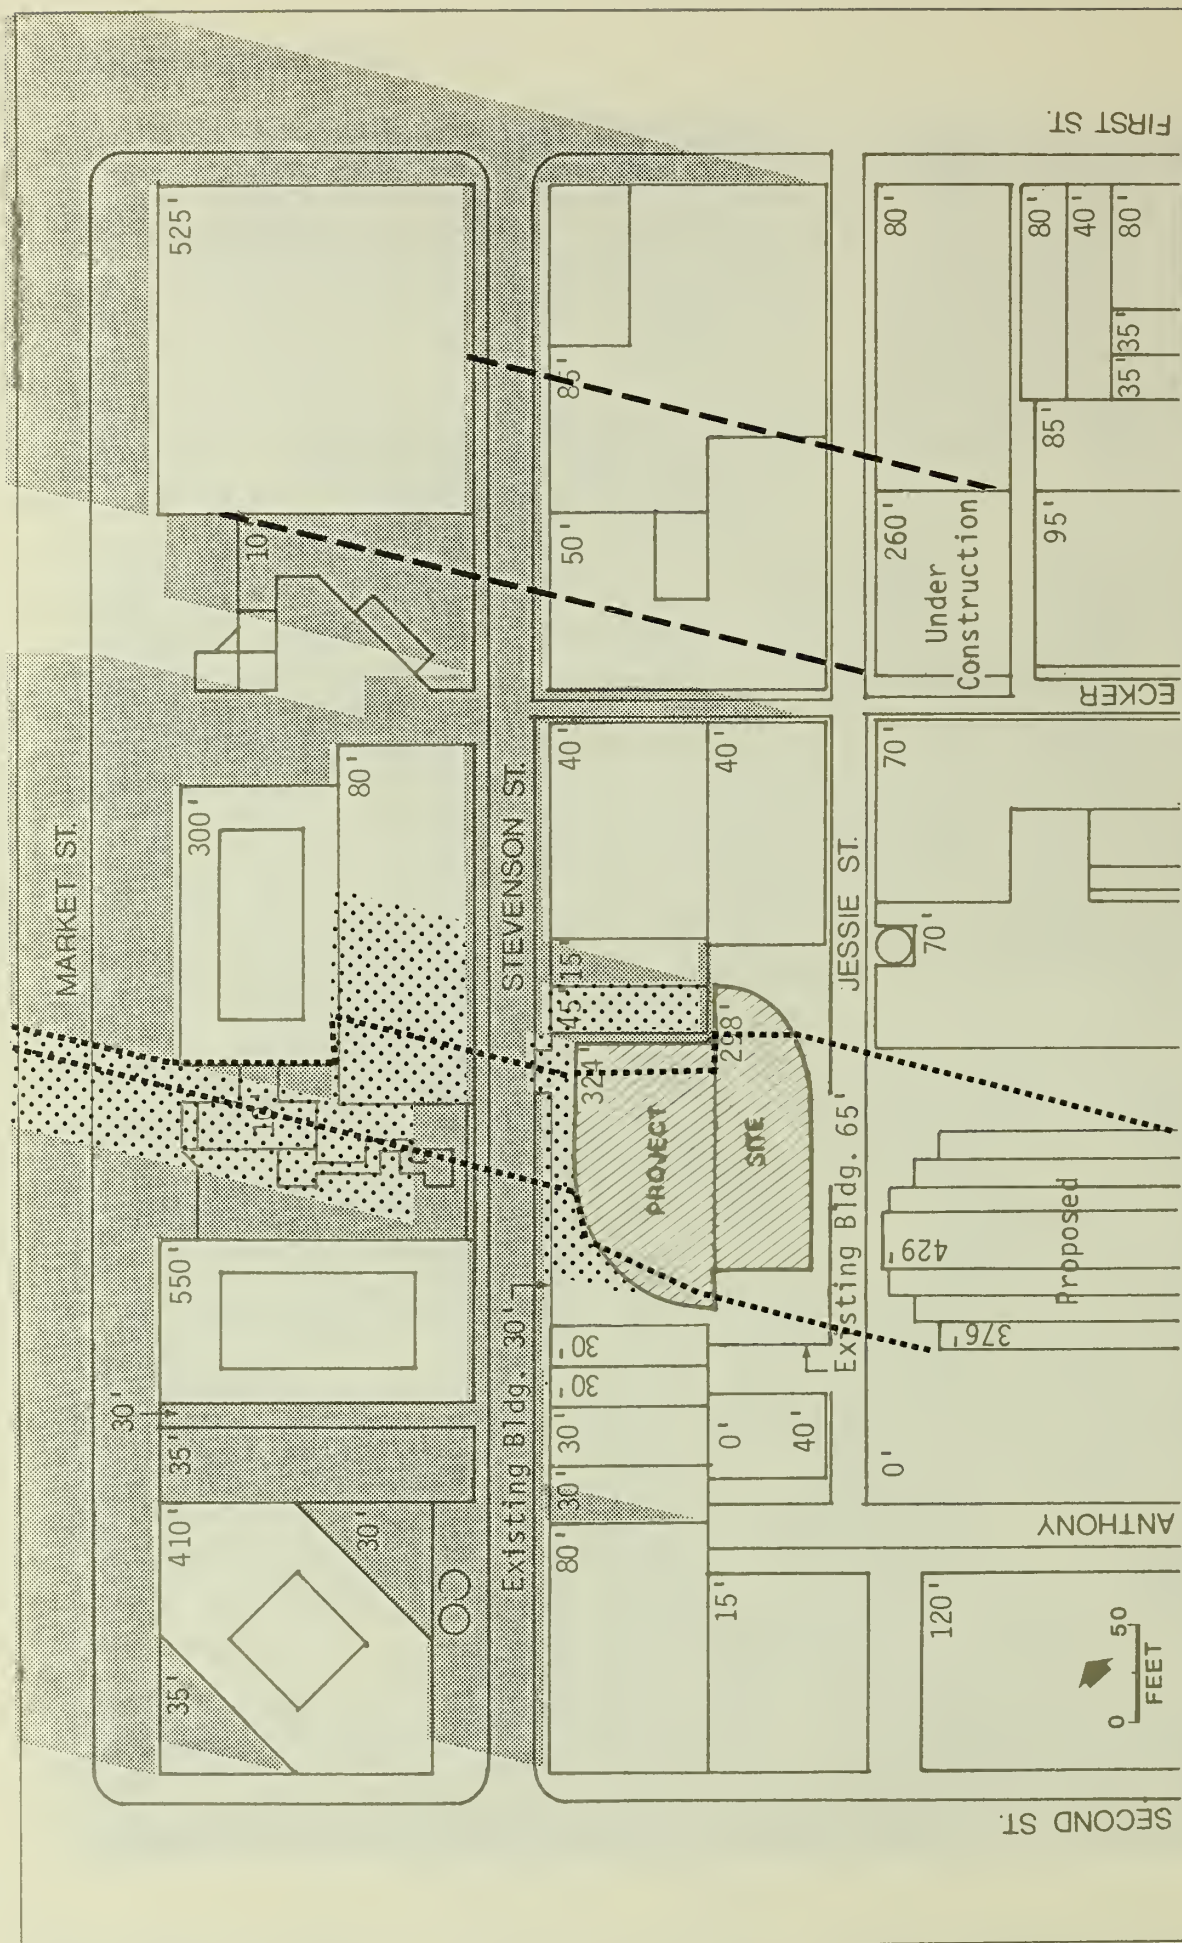 MARKET ST.
30'
35'
410'
35'
30'
550'
10'
300'
80'
10'
525'
STEVENSON ST.
Existing Bldg. 30'
80'
30'
30'
30'
30'
324'
45'
15'
40'
50'
85'
PROJECT
SITE
298'
15'
0'
40'
40'
JESSIE ST.
Existing Bldg. 65'
0'
376'
429'
Proposed
70'
70'
260'
Under
Construction
80'
95'
85'
80'
40'
80'
35'
35'
120'
0 50
FEET
SECOND ST.
ANTHONY
ECKER
FIRST ST.